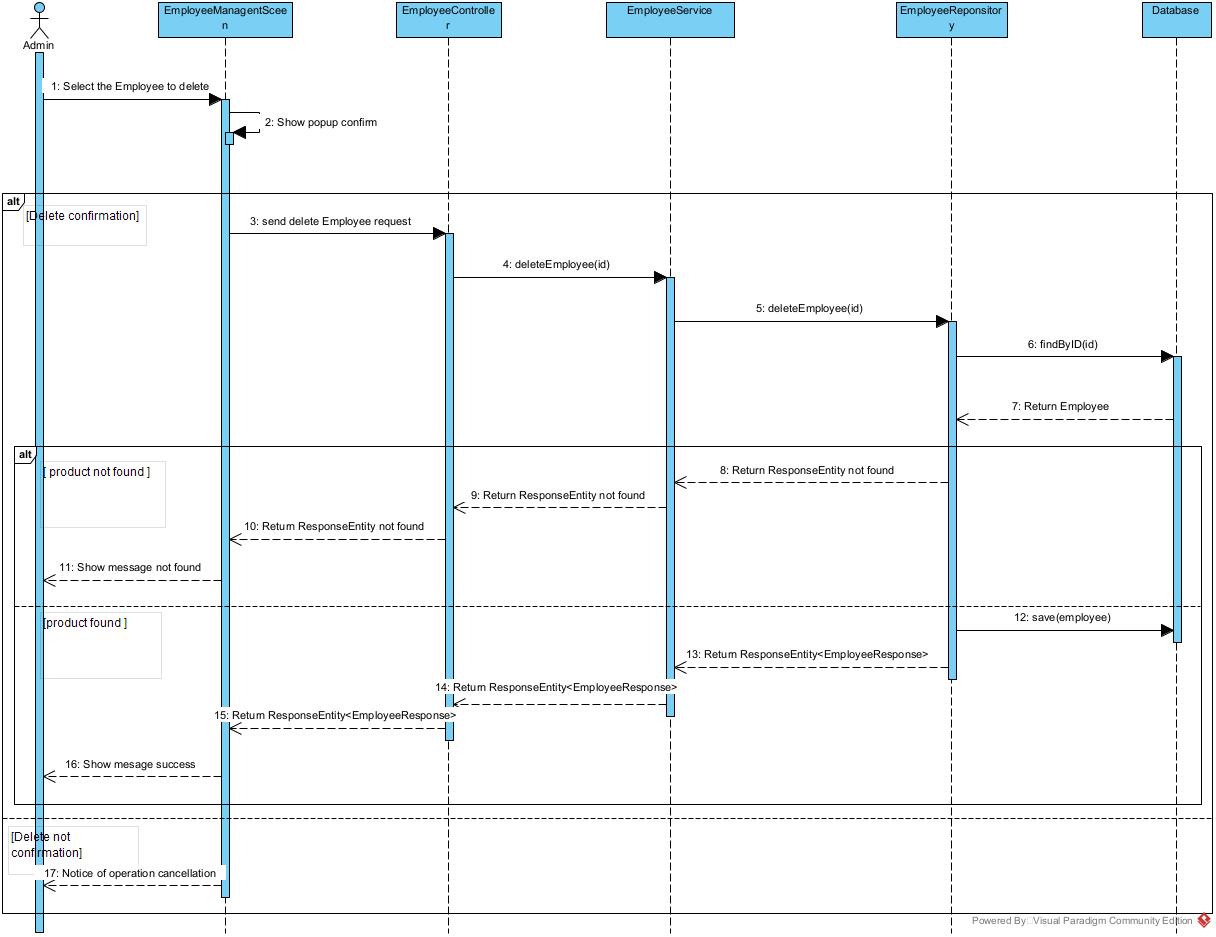 EmployeeManagentScee
n
EmployeeControlle
r
EmployeeService
EmployeeReponsitor
y
Database
Admin
1: Select the Employee to delete
2: Show popup confirm
alt
[Delete confirmation]
3: send delete Employee request
4: deleteEmployee(id)
5: deleteEmployee(id)
6: findByID(id)
7: Return Employee
alt
[ product not found ]
8: Return ResponseEntity not found
9: Return ResponseEntity not found
10: Return ResponseEntity not found
11: Show message not found
[product found ]
12: save(employee)
13: Return ResponseEntity<EmployeeResponse>
14: Return ResponseEntity<EmployeeResponse>
15: Return ResponseEntity<EmployeeResponse>
16: Show mesage success
[Delete not
confirmation]
17: Notice of operation cancellation
Powered By Visual Paradigm Community Edition